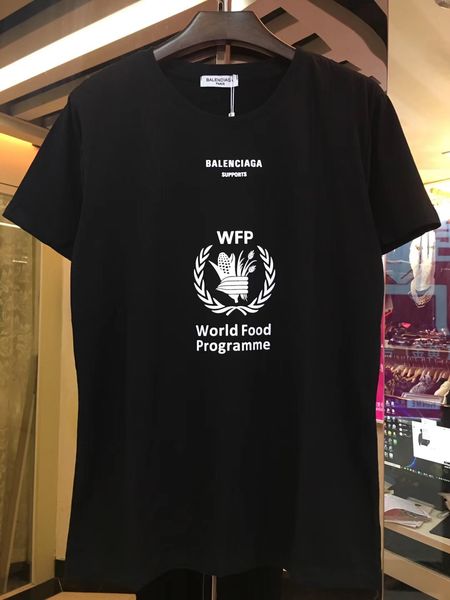 BALENCIAGA
PARIS
BALENCIAGA
SUPPORTS
WFP
World Food
Programme